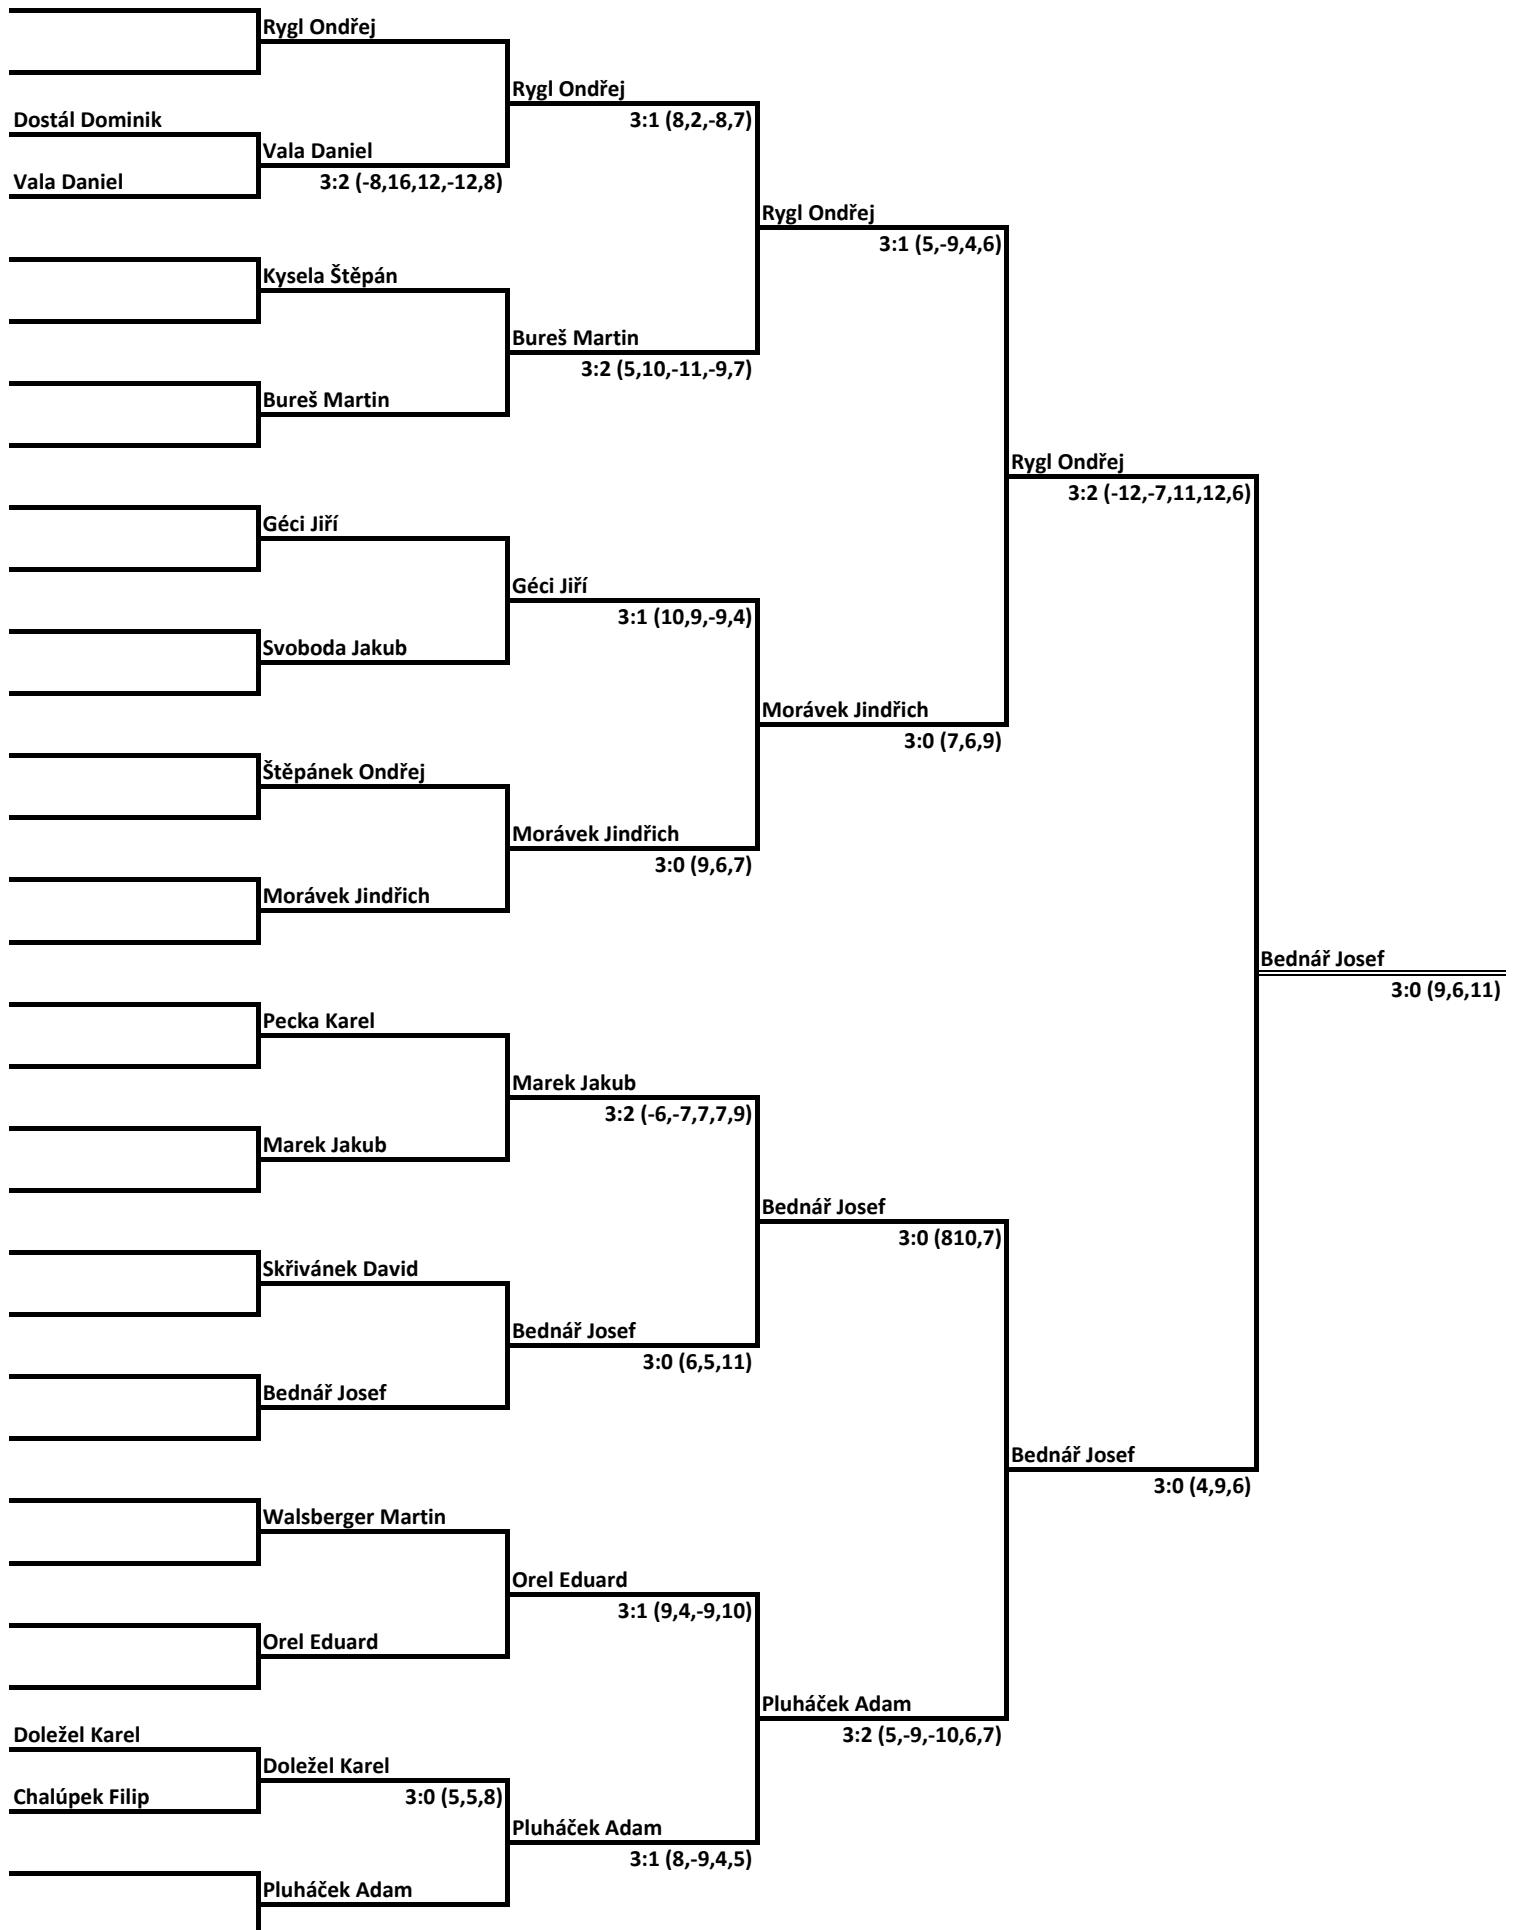 Rygl Ondřej
Rygl Ondřej
Dostál Dominik
3:1 (8,2,-8,7)
Vala Daniel
Vala Daniel
3:2 (-8,16,12,-12,8)
Rygl Ondřej
3:1 (5,-9,4,6)
Kysela Štěpán
Bureš Martin
3:2 (5,10,-11,-9,7)
Bureš Martin
Rygl Ondřej
3:2 (-12,-7,11,12,6)
Géci Jiří
Géci Jiří
3:1 (10,9,-9,4)
Svoboda Jakub
Morávek Jindřich
3:0 (7,6,9)
Štěpánek Ondřej
Morávek Jindřich
3:0 (9,6,7)
Morávek Jindřich
Bednář Josef
3:0 (9,6,11)
Pecka Karel
Marek Jakub
3:2 (-6,-7,7,7,9)
Marek Jakub
Bednář Josef
3:0 (810,7)
Skřivánek David
Bednář Josef
3:0 (6,5,11)
Bednář Josef
Bednář Josef
3:0 (4,9,6)
Walsberger Martin
Orel Eduard
3:1 (9,4,-9,10)
Orel Eduard
Pluháček Adam
3:2 (5,-9,-10,6,7)
Doležel Karel
Doležel Karel
Chalúpek Filip
3:0 (5,5,8)
Pluháček Adam
3:1 (8,-9,4,5)
Pluháček Adam